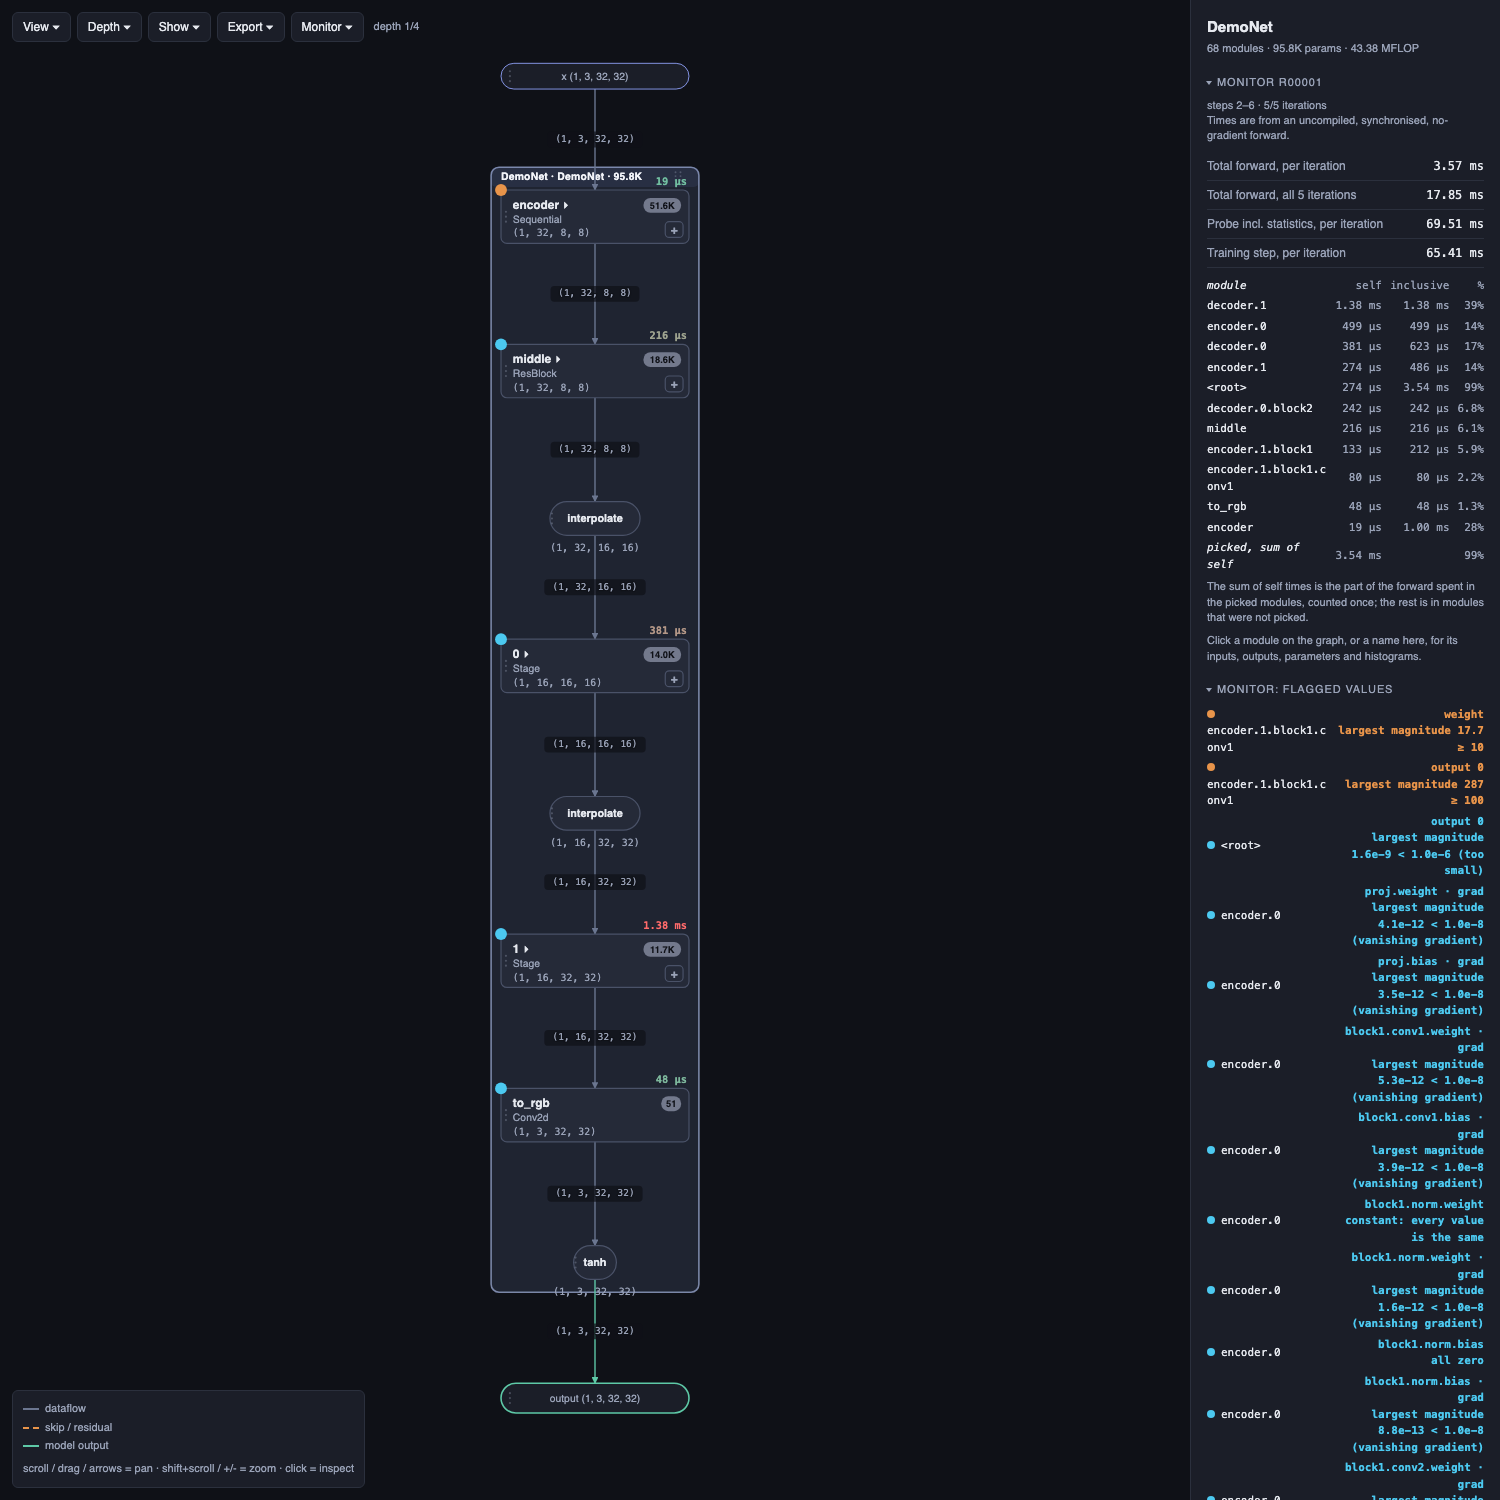 View ▾ Depth ▾ Show ▾ Export ▾ Monitor ▾ depth 1/4
x (1, 3, 32, 32)
(1, 3, 32, 32)
DemoNet · DemoNet · 95.8K
19 µs
encoder ▸ 51.6K
Sequential
(1, 32, 8, 8) +
(1, 32, 8, 8)
216 µs
middle ▸ 18.6K
ResBlock
(1, 32, 8, 8) +
(1, 32, 8, 8)
interpolate
(1, 32, 16, 16)
(1, 32, 16, 16)
381 µs
0 ▸ 14.0K
Stage
(1, 16, 16, 16) +
(1, 16, 16, 16)
interpolate
(1, 16, 32, 32)
(1, 16, 32, 32)
1.38 ms
1 ▸ 11.7K
Stage
(1, 16, 32, 32) +
(1, 16, 32, 32)
48 µs
to_rgb 51
Conv2d
(1, 3, 32, 32)
(1, 3, 32, 32)
tanh
(1, 3, 32, 32)
(1, 3, 32, 32)
output (1, 3, 32, 32)
dataflow
skip / residual
model output
scroll / drag / arrows = pan · shift+scroll / +/- = zoom · click = inspect
DemoNet
68 modules · 95.8K params · 43.38 MFLOP
▾ MONITOR R00001
steps 2–6 · 5/5 iterations
Times are from an uncompiled, synchronised, no-
gradient forward.
Total forward, per iteration 3.57 ms
Total forward, all 5 iterations 17.85 ms
Probe incl. statistics, per iteration 69.51 ms
Training step, per iteration 65.41 ms
module self inclusive %
decoder.1 1.38 ms 1.38 ms 39%
encoder.0 499 µs 499 µs 14%
decoder.0 381 µs 623 µs 17%
encoder.1 274 µs 486 µs 14%
<root> 274 µs 3.54 ms 99%
decoder.0.block2 242 µs 242 µs 6.8%
middle 216 µs 216 µs 6.1%
encoder.1.block1 133 µs 212 µs 5.9%
encoder.1.block1.c
onv1 80 µs 80 µs 2.2%
to_rgb 48 µs 48 µs 1.3%
encoder 19 µs 1.00 ms 28%
picked, sum of
self 3.54 ms 99%
The sum of self times is the part of the forward spent in
the picked modules, counted once; the rest is in modules
that were not picked.
Click a module on the graph, or a name here, for its
inputs, outputs, parameters and histograms.
▾ MONITOR: FLAGGED VALUES
weight
encoder.1.block1.c largest magnitude 17.7
onv1 ≥ 10
output 0
encoder.1.block1.c largest magnitude 287
onv1 ≥ 100
output 0
largest magnitude
<root> 1.6e−9 < 1.0e−6 (too
small)
proj.weight · grad
largest magnitude
encoder.0 4.1e−12 < 1.0e−8
(vanishing gradient)
proj.bias · grad
largest magnitude
encoder.0 3.5e−12 < 1.0e−8
(vanishing gradient)
block1.conv1.weight ·
grad
encoder.0 largest magnitude
5.3e−12 < 1.0e−8
(vanishing gradient)
block1.conv1.bias ·
grad
encoder.0 largest magnitude
3.9e−12 < 1.0e−8
(vanishing gradient)
block1.norm.weight
encoder.0 constant: every value
is the same
block1.norm.weight ·
grad
encoder.0 largest magnitude
1.6e−12 < 1.0e−8
(vanishing gradient)
block1.norm.bias
encoder.0 all zero
block1.norm.bias ·
grad
encoder.0 largest magnitude
8.8e−13 < 1.0e−8
(vanishing gradient)
block1.conv2.weight ·
grad
encoder.0 largest magnitude